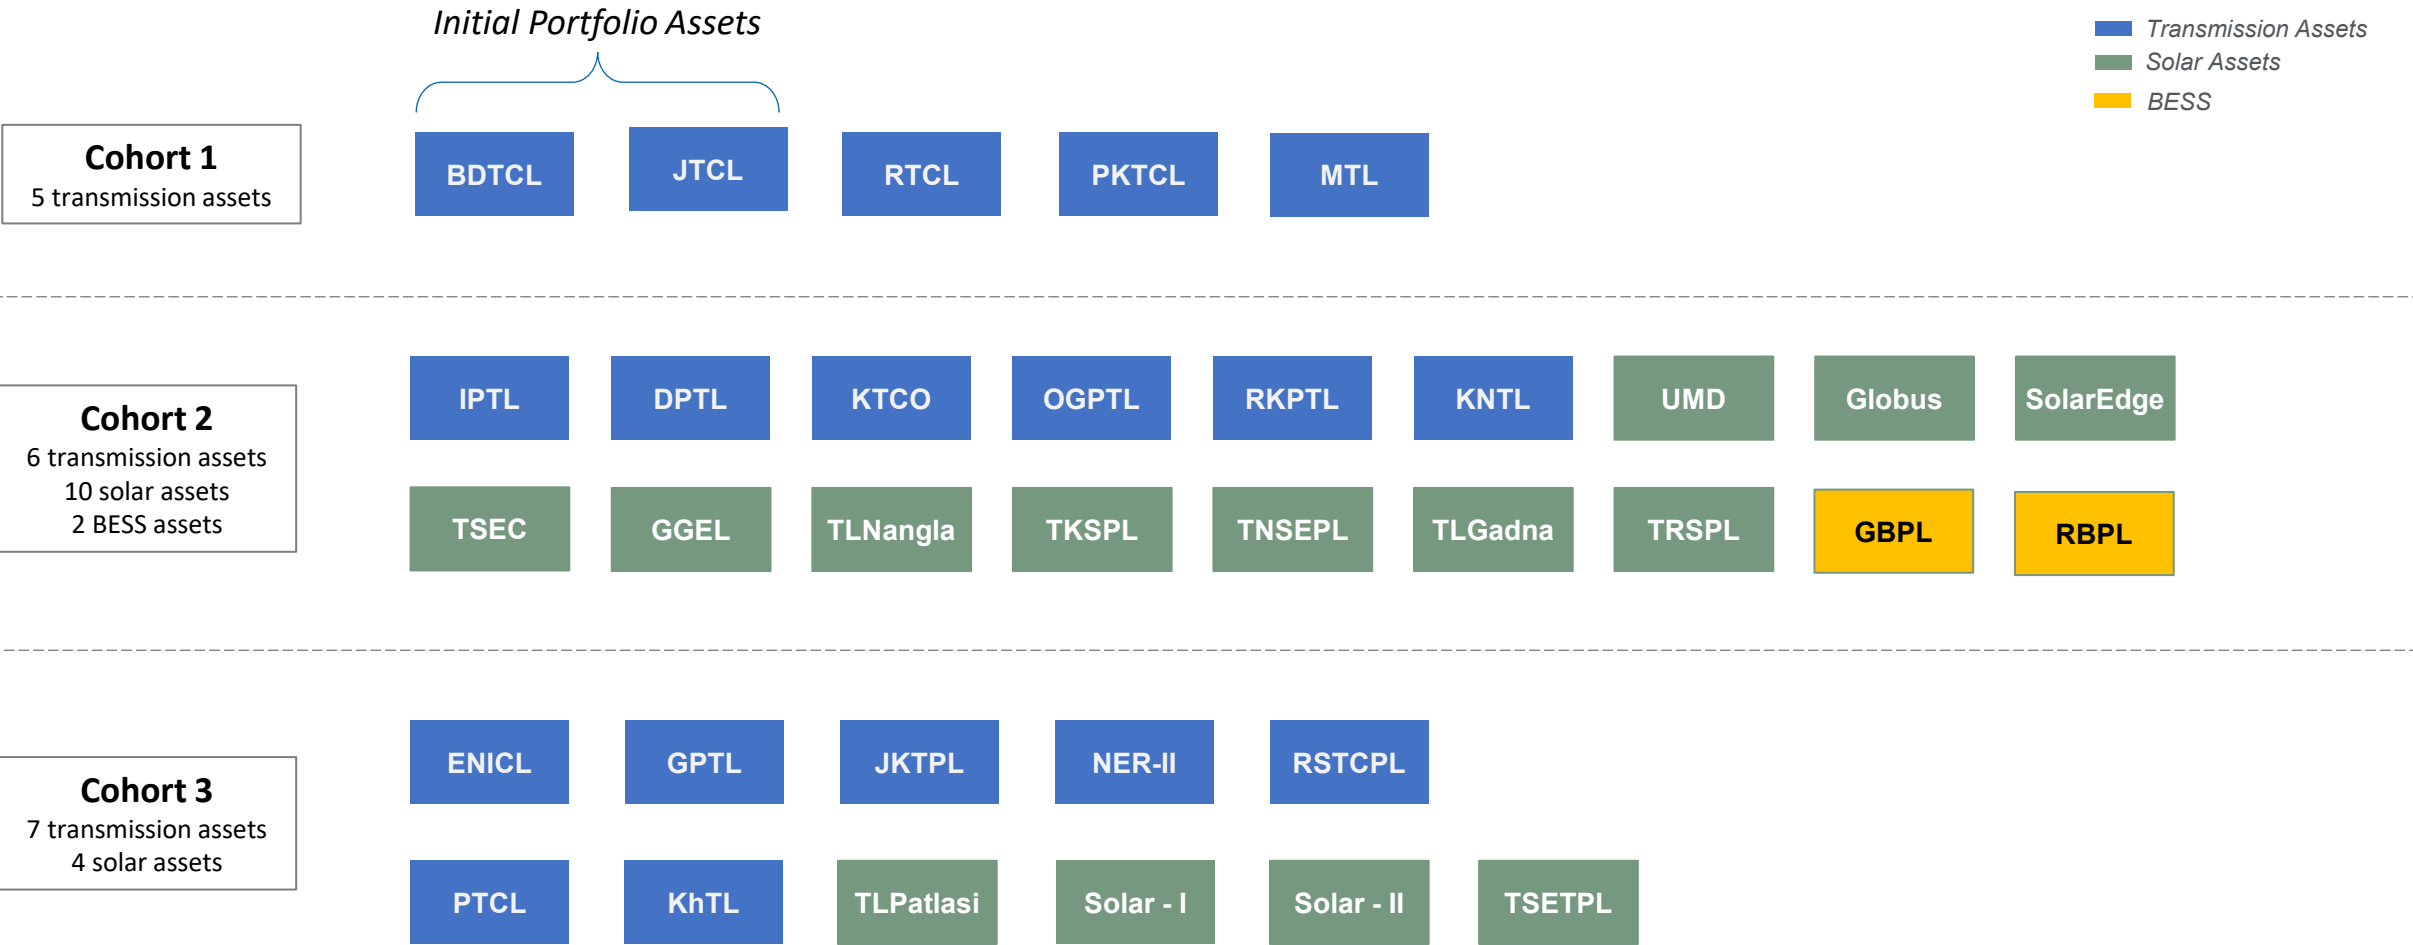 Initial Portfolio Assets
Transmission Assets
Solar Assets
BESS
Cohort 1
5 transmission assets
BDTCL
JTCL
RTCL
PKTCL
MTL
Cohort 2
6 transmission assets
10 solar assets
2 BESS assets
IPTL
DPTL
KTCO
OGPTL
RKPTL
KNTL
UMD
Globus
SolarEdge
TSEC
GGEL
TLNangla
TKSPL
TNSEPL
TLGadna
TRSPL
GBPL
RBPL
Cohort 3
7 transmission assets
4 solar assets
ENICL
GPTL
JKTPL
NER-II
RSTCPL
PTCL
KhTL
TLPatlasi
Solar - I
Solar - II
TSETPL